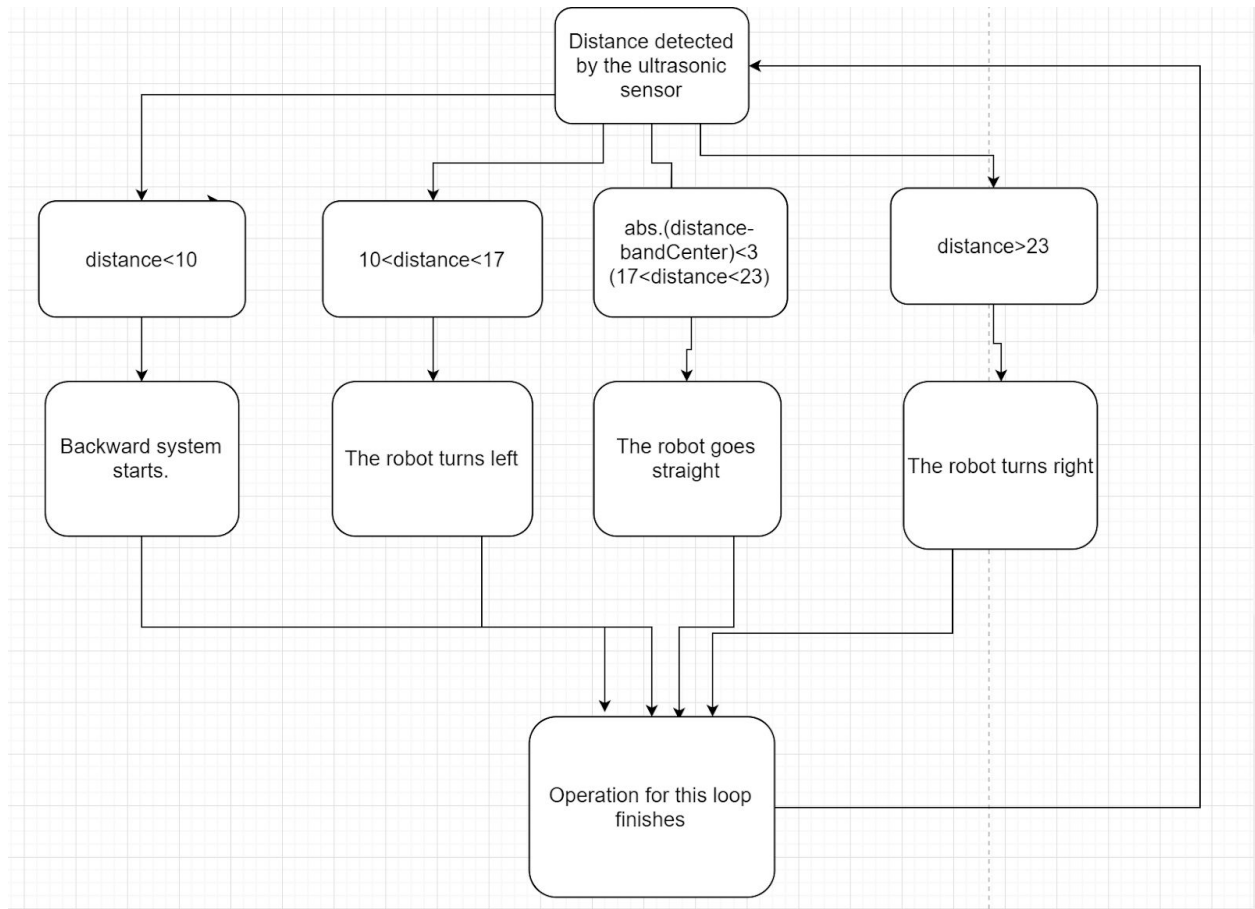 Distance detected
by the ultrasonic
sensor
distance<10
10<distance<17
abs.(distance-
bandCenter)<3
(17<distance<23)
distance>23
Backward system
starts.
The robot turns left
The robot goes
straight
The robot turns right
Operation for this loop
finishes